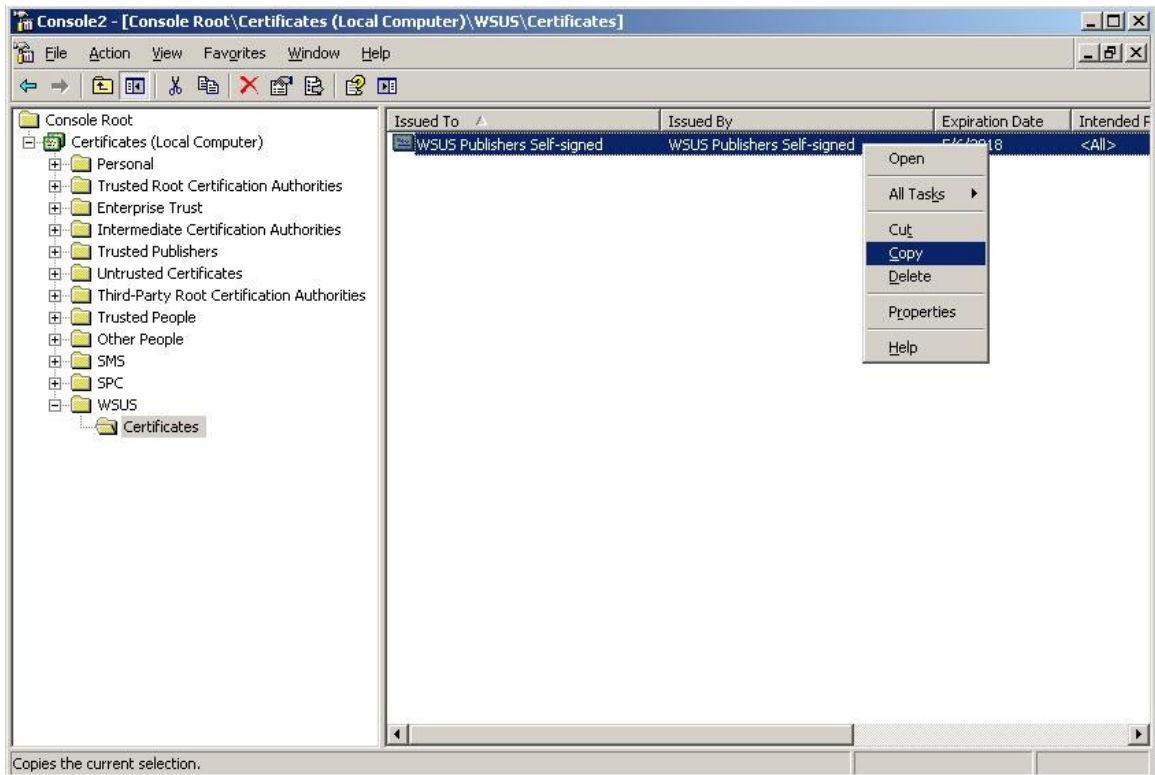 Console2 - [Console Root\Certificates (Local Computer)\WSUS\Certificates]
File Action View Favorites Window Help
Console Root
Certificates (Local Computer)
Personal
Trusted Root Certification Authorities
Enterprise Trust
Intermediate Certification Authorities
Trusted Publishers
Untrusted Certificates
Third-Party Root Certification Authorities
Trusted People
Other People
SMS
SPC
WSUS
Certificates
Issued To Issued By Expiration Date Intended P
WSUS Publishers Self-signed WSUS Publishers Self-signed <All>
Open
All Tasks
Cut
Copy
Delete
Properties
Help
Copies the current selection.